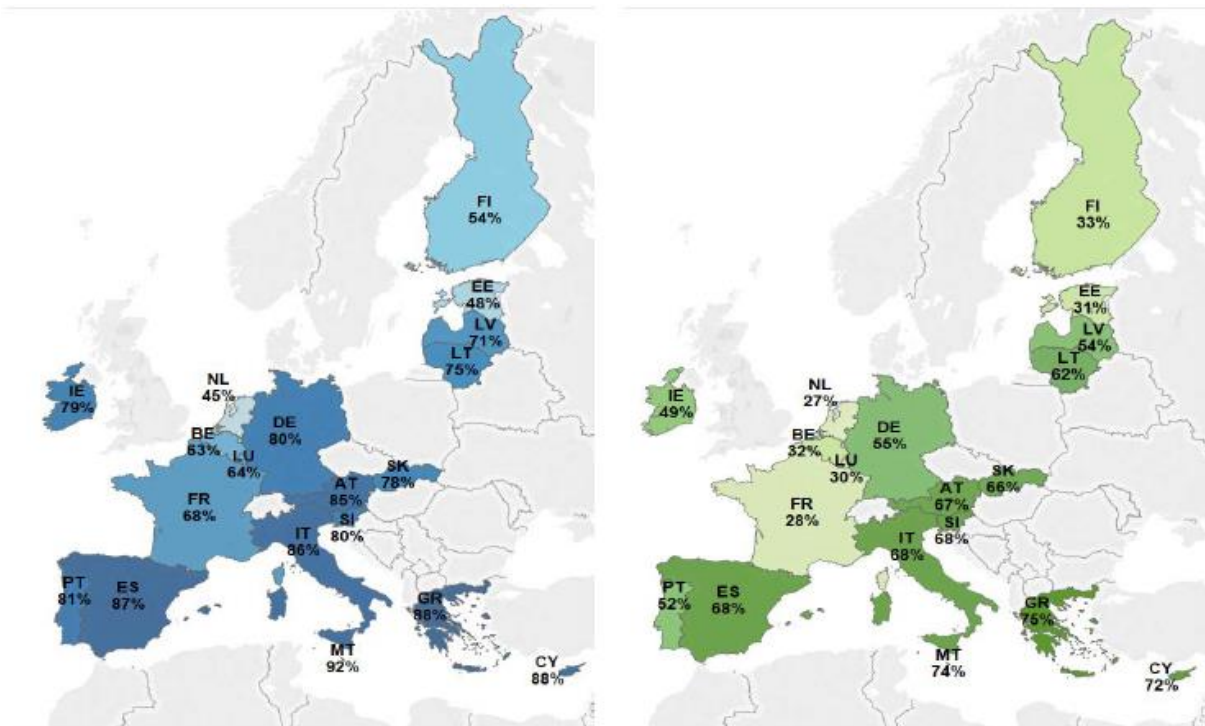 FI
54%
EE
48%
LV
71%
LT
75%
NL
45%
IE
79%
DE
80%
BE
63%
LU
64%
SK
78%
AT
85%
FR
68%
SI
80%
IT
86%
PT
81%
ES
87%
GR
88%
MT
92%
CY
88%
FI
33%
EE
31%
LV
54%
LT
62%
NL
27%
IE
49%
DE
55%
BE
32%
LU
30%
SK
66%
AT
67%
FR
28%
SI
68%
IT
68%
PT
52%
ES
68%
GR
75%
MT
74%
CY
72%